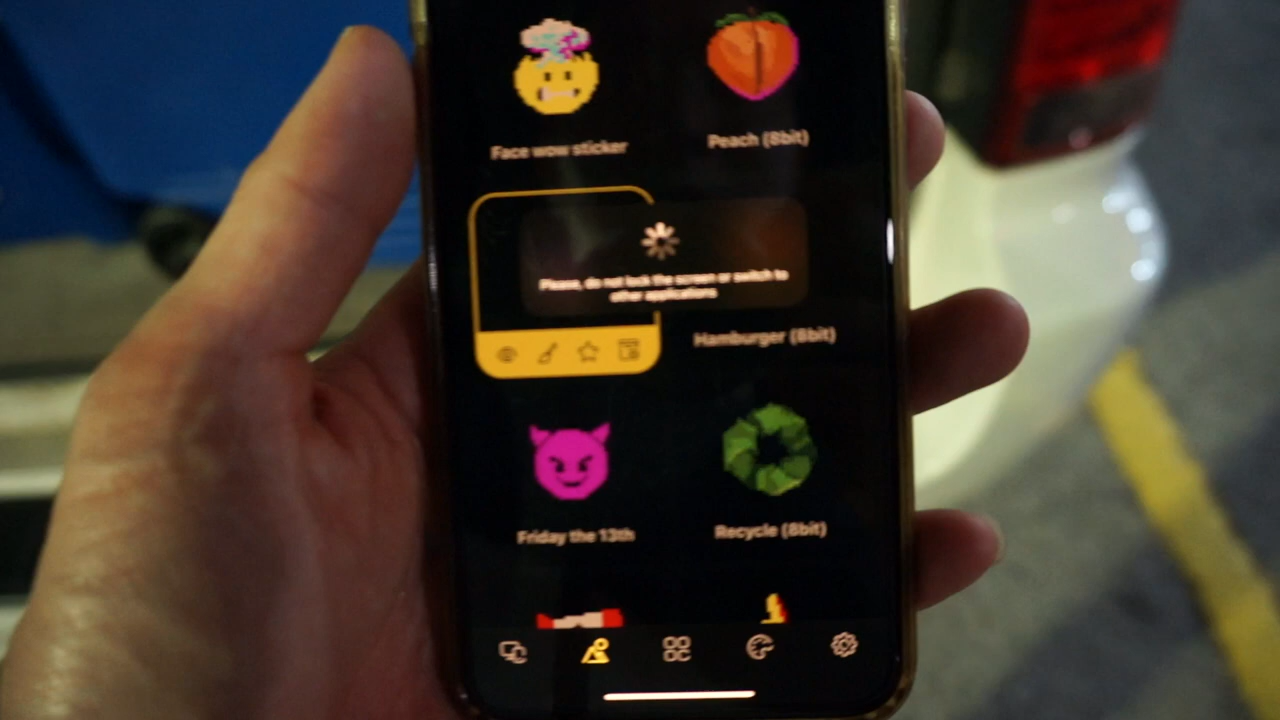 Face wow sticker
Peach (8bit)
Please, do not lock the screen or switch to
other applications
Hamburger (8bit)
Friday the 13th
Recycle (8bit)